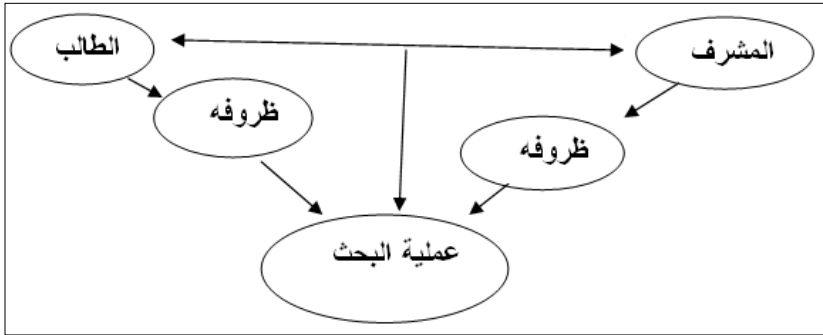 المشرف
الطالب
ظروفه
ظروفه
عملية البحث